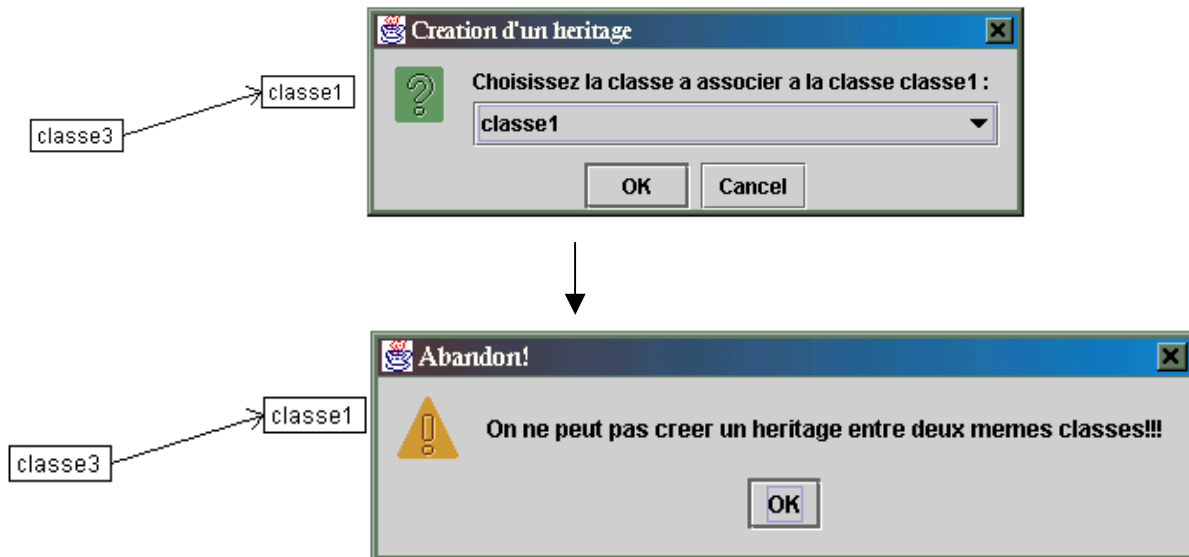 Creation d'un heritage
Choisissez la classe a associer a la classe classe1 :
classe1
classe1
classe3
OK
Cancel
Abandon!
On ne peut pas creer un heritage entre deux memes classes!!!
classe1
classe3
OK